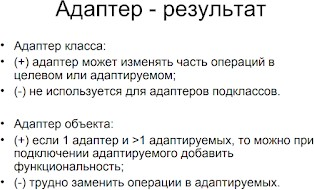 Адаптер - результат
• Адаптер класса:
• (+) адаптер может изменять часть операций в
целевом или адаптируемом;
• (-) не используется для адаптеров подклассов.
• Адаптер объекта:
• (+) если 1 адаптер и >1 адаптируемых, то можно при
подключении адаптируемого добавить
функциональность;
• (-) трудно заменить операции в адаптируемых.